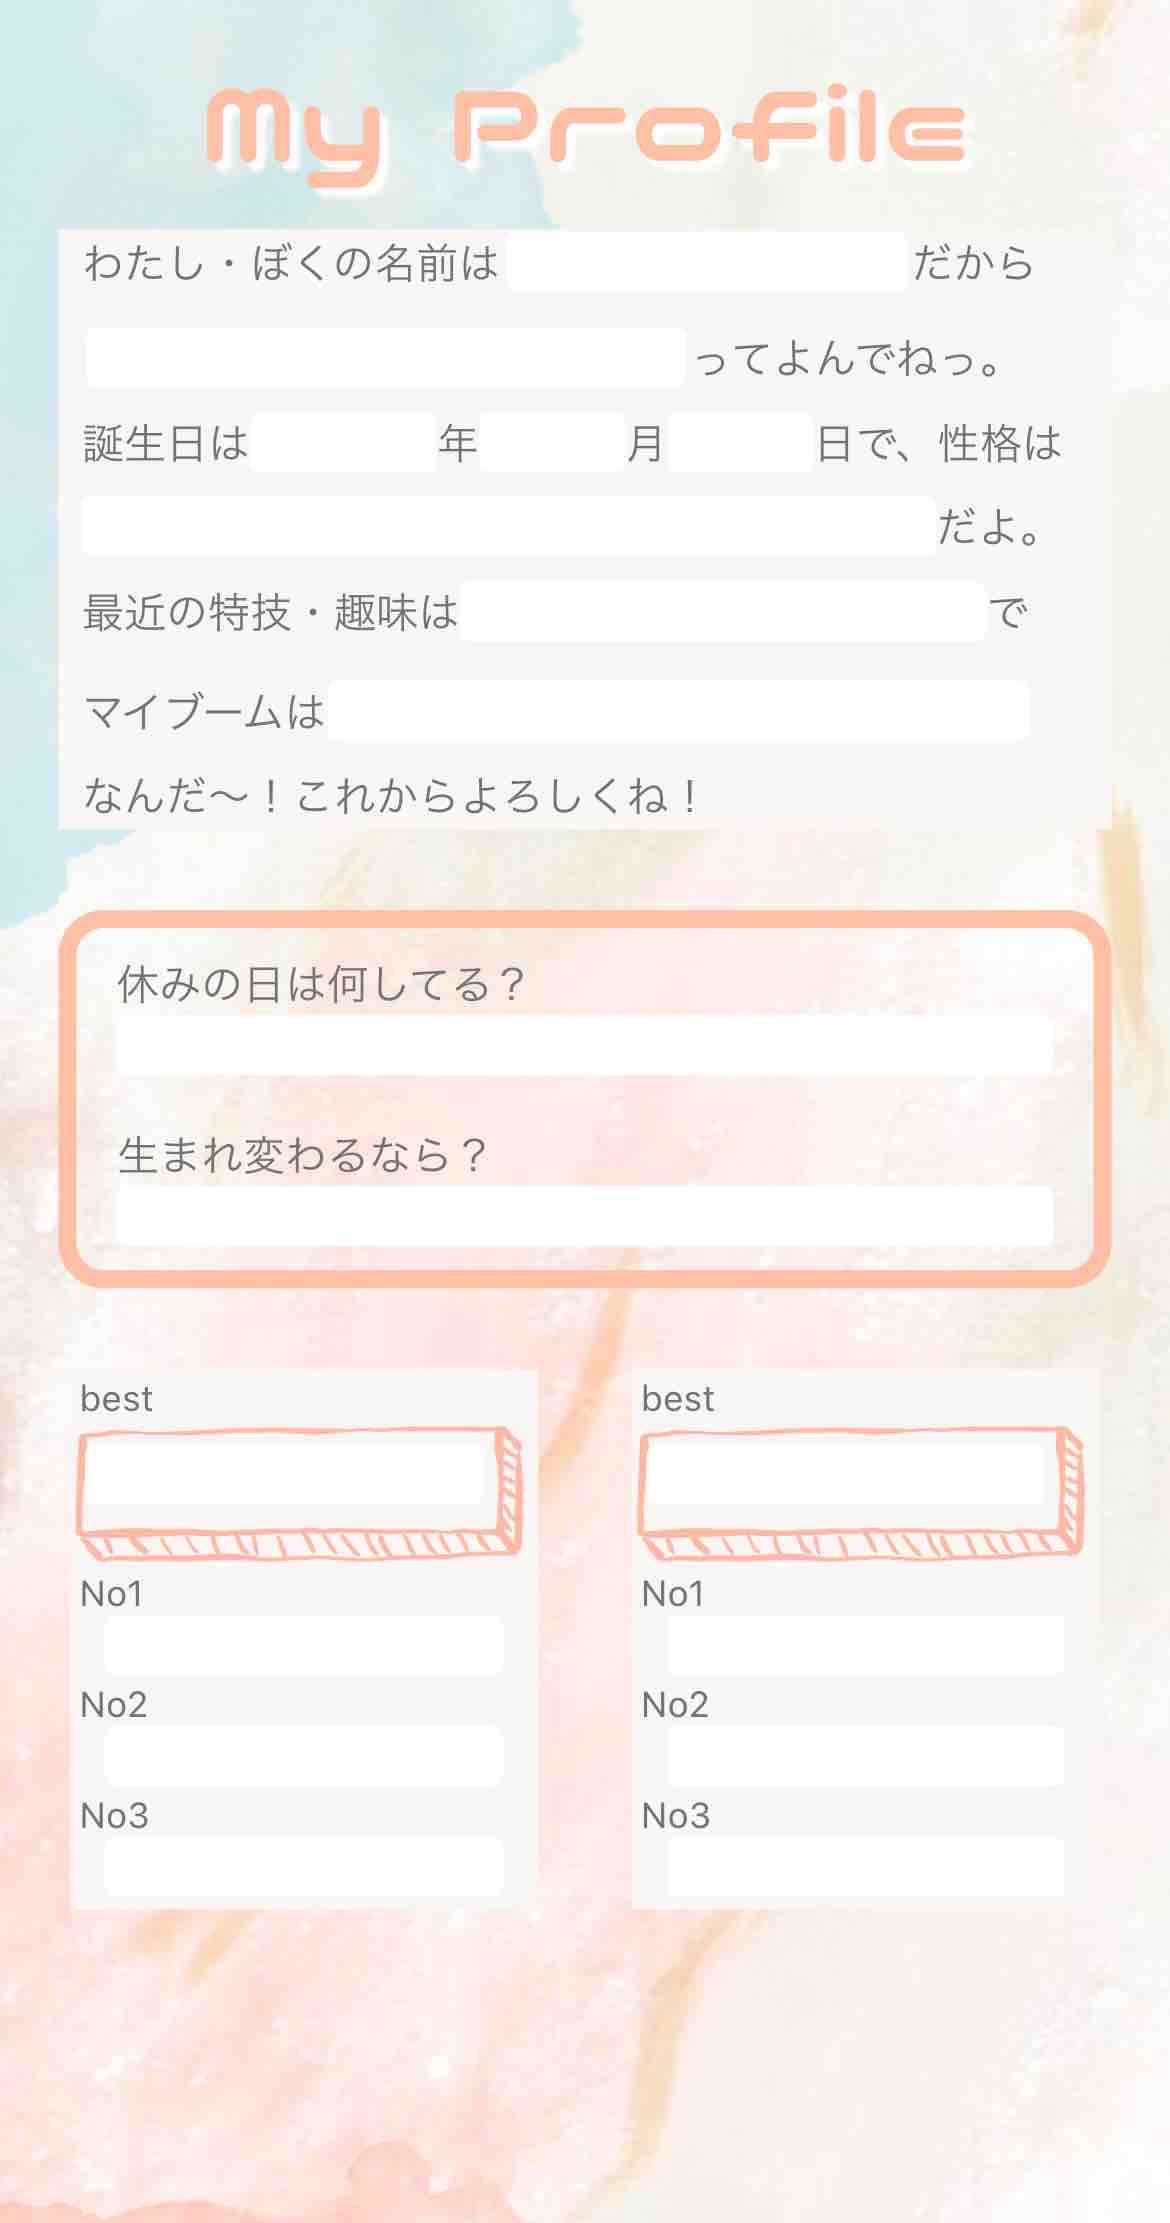 My Profile
わたし・ぼくの名前は だから
ってよんでねっ。
誕生日は 年 月 日で、性格は
だよ。
最近の特技・趣味は で
マイブームは
なんだ〜！これからよろしくね！
休みの日は何してる？
生まれ変わるなら？
best
No1
No2
No3
best
No1
No2
No3